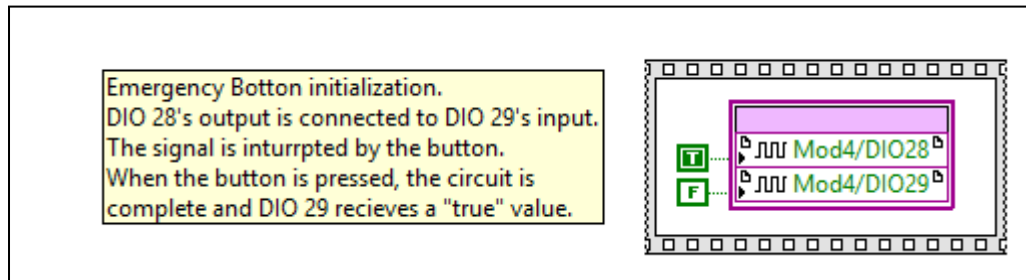 Emergency Botton initialization.
DIO 28's output is connected to DIO 29's input.
The signal is inturrpted by the button.
When the button is pressed, the circuit is
complete and DIO 29 recieves a "true" value.
T
Mod4/DIO28
F
Mod4/DIO29